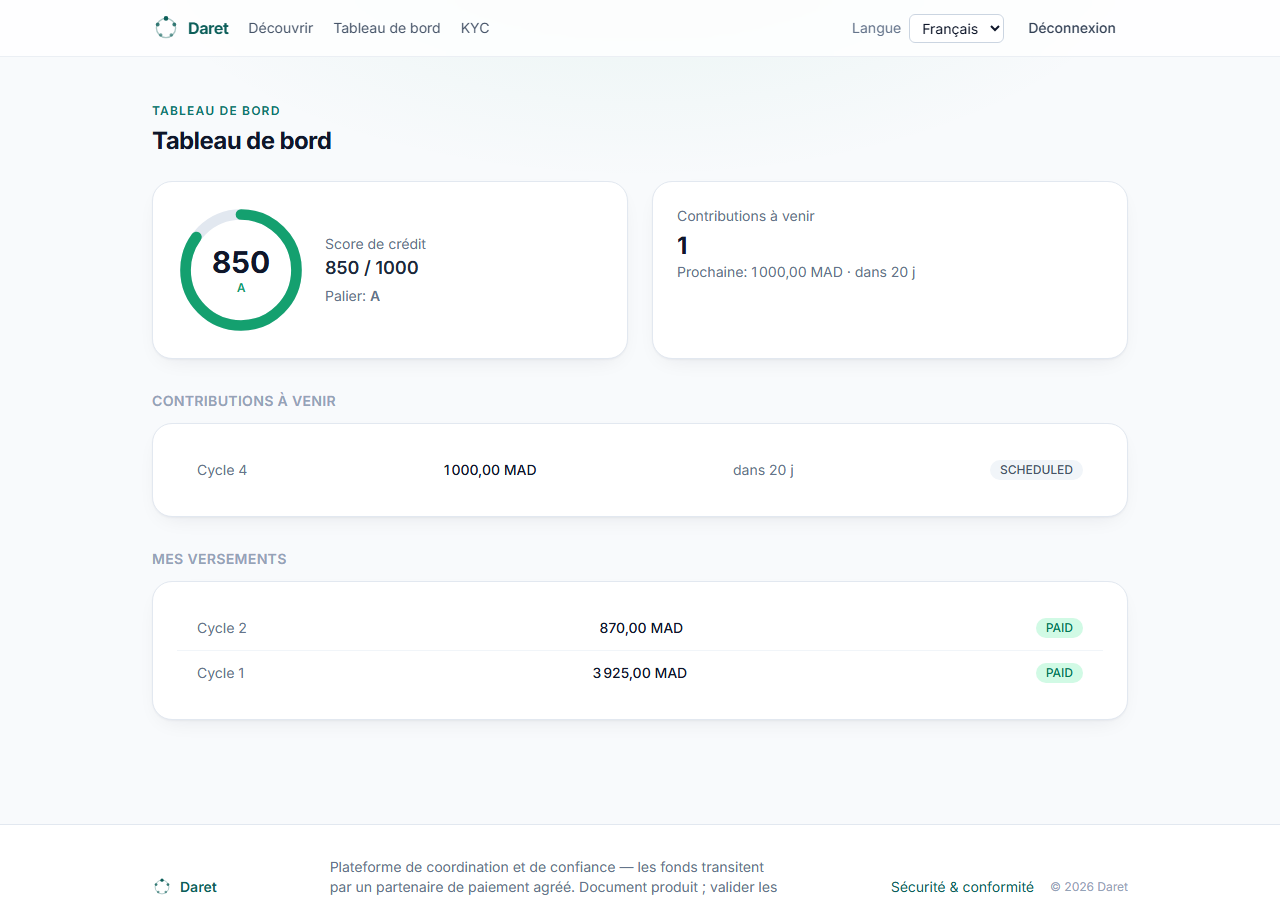 Daret Découvrir Tableau de bord KYC Langue Français Déconnexion
TABLEAU DE BORD
Tableau de bord
850
A
Score de crédit
850 / 1000
Palier: A
Contributions à venir
1
Prochaine: 1 000,00 MAD · dans 20 j
CONTRIBUTIONS À VENIR
Cycle 4 1 000,00 MAD dans 20 j SCHEDULED
MES VERSEMENTS
Cycle 2 870,00 MAD PAID
Cycle 1 3 925,00 MAD PAID
Daret
Plateforme de coordination et de confiance — les fonds transitent
par un partenaire de paiement agréé. Document produit ; valider les
Sécurité & conformité © 2026 Daret